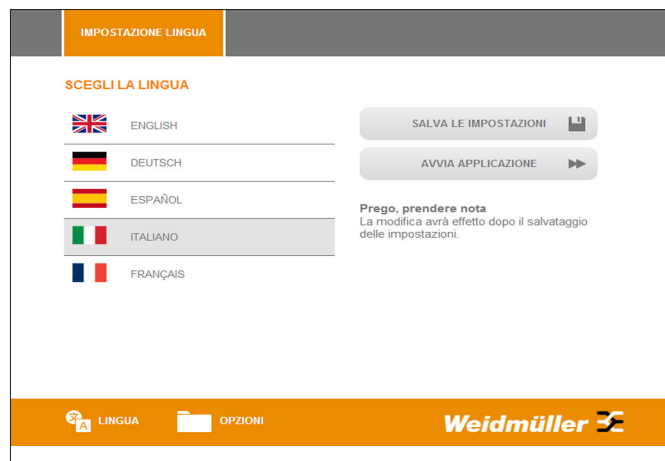 IMPOSTAZIONE LINGUA
SCEGLI LA LINGUA
ENGLISH
DEUTSCH
ESPAÑOL
ITALIANO
FRANÇAIS
SALVA LE IMPOSTAZIONI
AVVIA APPLICAZIONE
Prego, prendere nota
La modifica avrà effetto dopo il salvataggio
delle impostazioni.
LINGUA
OPZIONI
Weidmüller